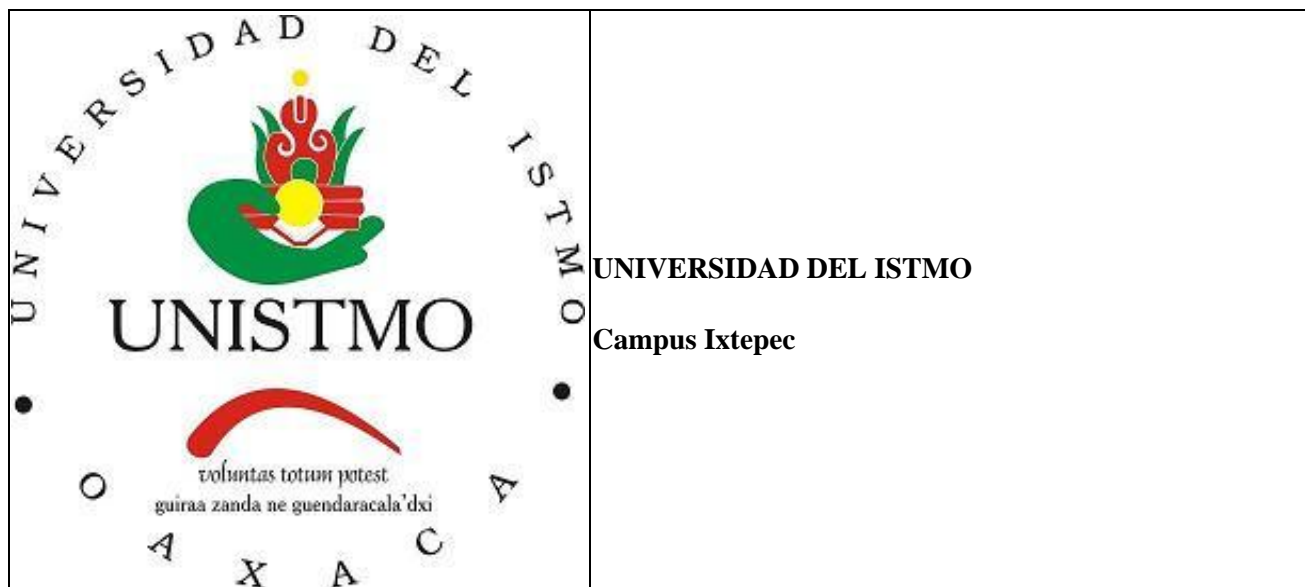 UNIVERSIDAD DEL ISTMO
UNISTMO
voluntas totum potest
guiraa zanda ne guendaracala'dxi
OAXACA
UNIVERSIDAD DEL ISTMO
Campus Ixtepec